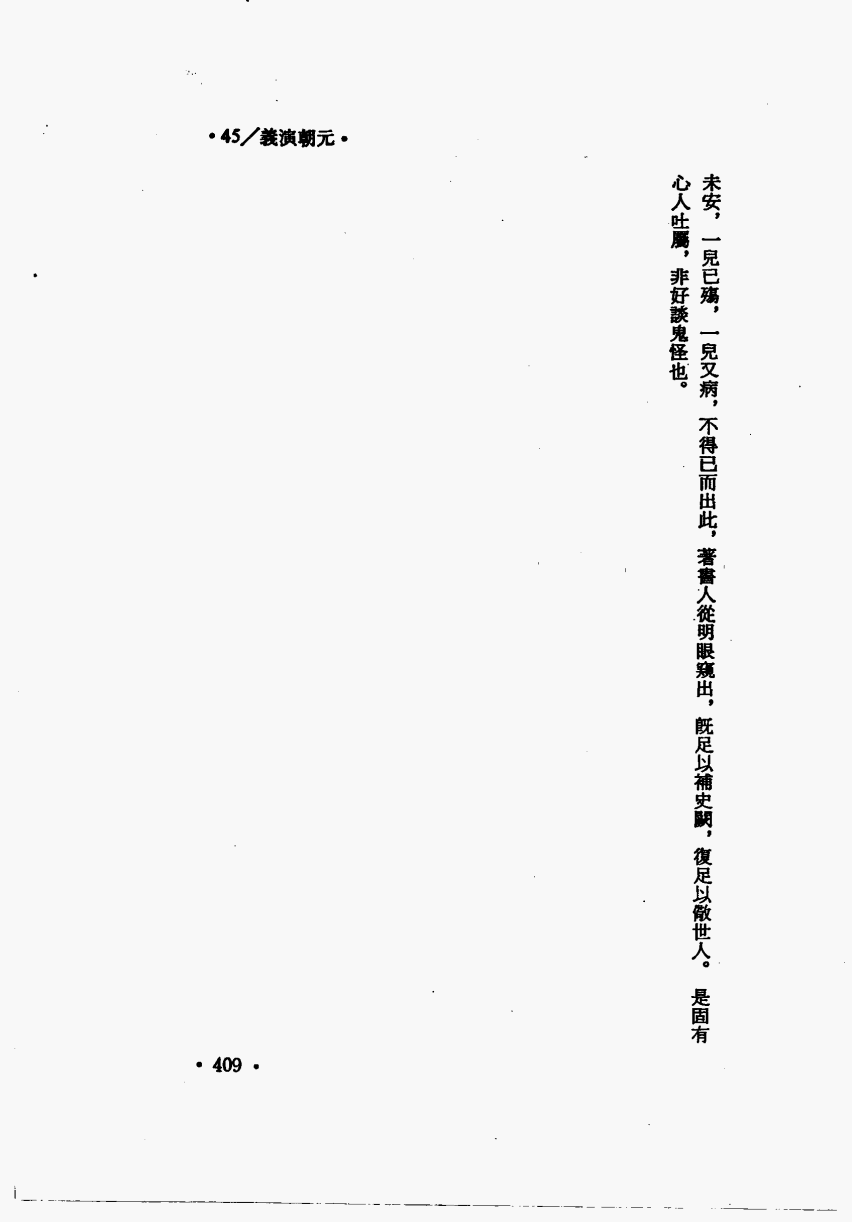 •45／義演朝元•
未安，一兒已殤，一兒又病，不得已而出此，著書人從明眼窺出，旣足以補史闕，復足以儆世人。是固有
心人吐屬，非好談鬼怪也。
• 409 •